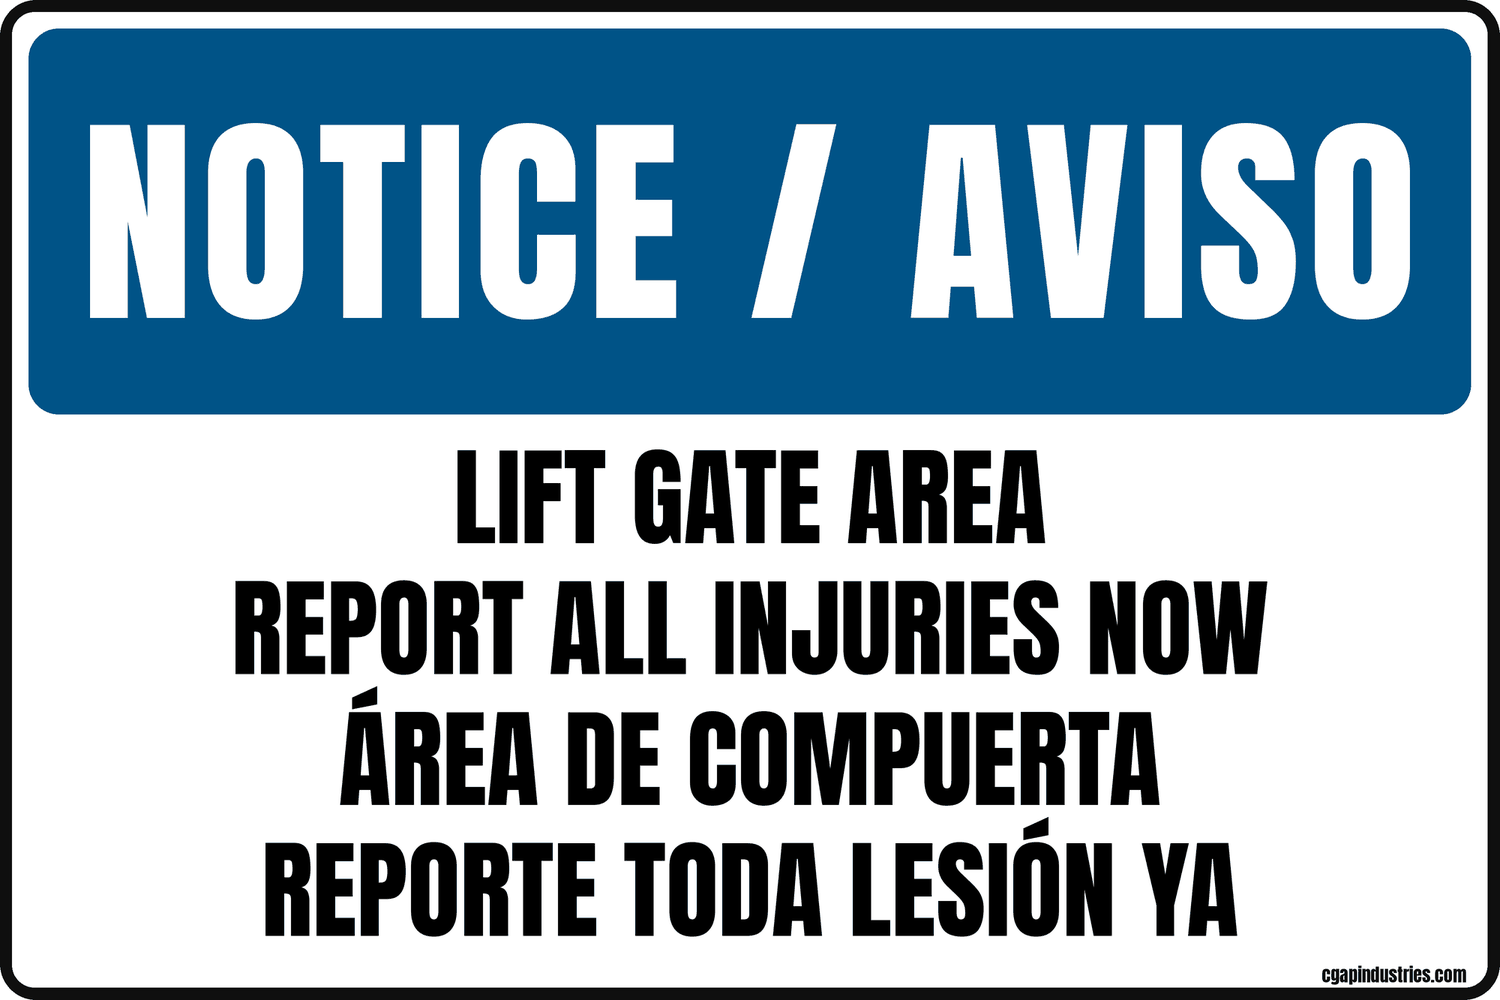 NOTICE / AVISO
LIFT GATE AREA
REPORT ALL INJURIES NOW
ÁREA DE COMPUERTA
REPORTE TODA LESIÓN YA
cgapindustries.com